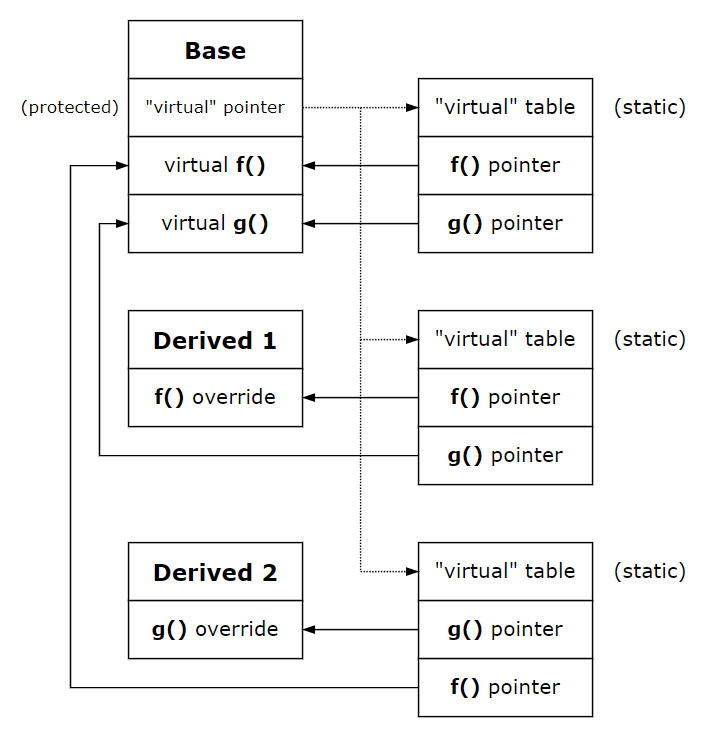 Base
(protected) "virtual" pointer "virtual" table (static)
virtual f() f() pointer
virtual g() g() pointer
Derived 1 "virtual" table (static)
f() override f() pointer
g() pointer
Derived 2 "virtual" table (static)
g() override g() pointer
f() pointer